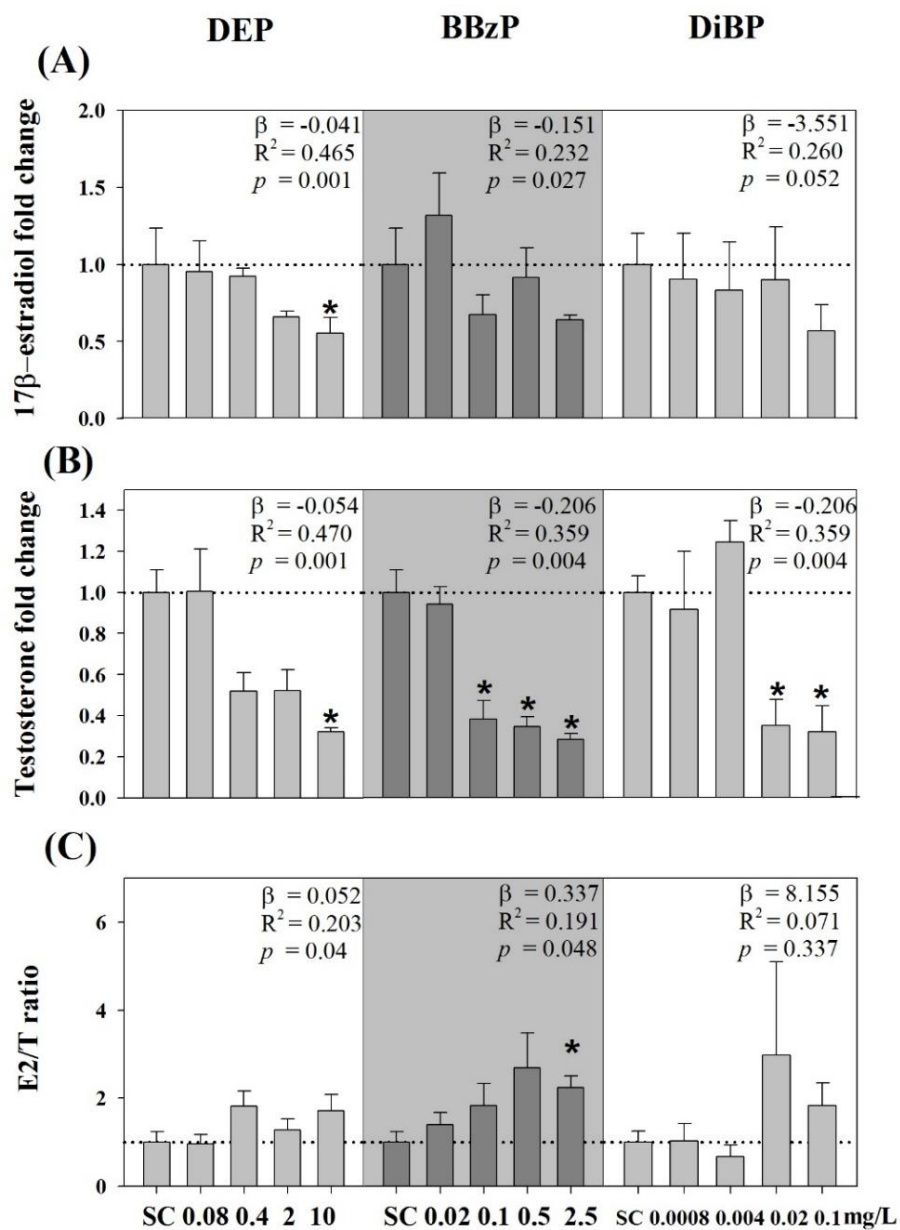 DEP BBzP DiBP
(A)
17β−estradiol fold change
2.0
1.5
1.0
0.5
0.0
β = -0.041
R² = 0.465
p = 0.001
β = -0.151
R² = 0.232
p = 0.027
β = -3.551
R² = 0.260
p = 0.052
*
(B)
Testosterone fold change
1.4
1.2
1.0
0.8
0.6
0.4
0.2
0.0
β = -0.054
R² = 0.470
p = 0.001
β = -0.206
R² = 0.359
p = 0.004
β = -0.206
R² = 0.359
p = 0.004
* * * * * *
(C)
E2/T ratio
6
4
2
0
β = 0.052
R² = 0.203
p = 0.04
β = 0.337
R² = 0.191
p = 0.048
β = 8.155
R² = 0.071
p = 0.337
*
SC 0.08 0.4 2 10 SC 0.02 0.1 0.5 2.5 SC 0.0008 0.004 0.02 0.1 mg/L